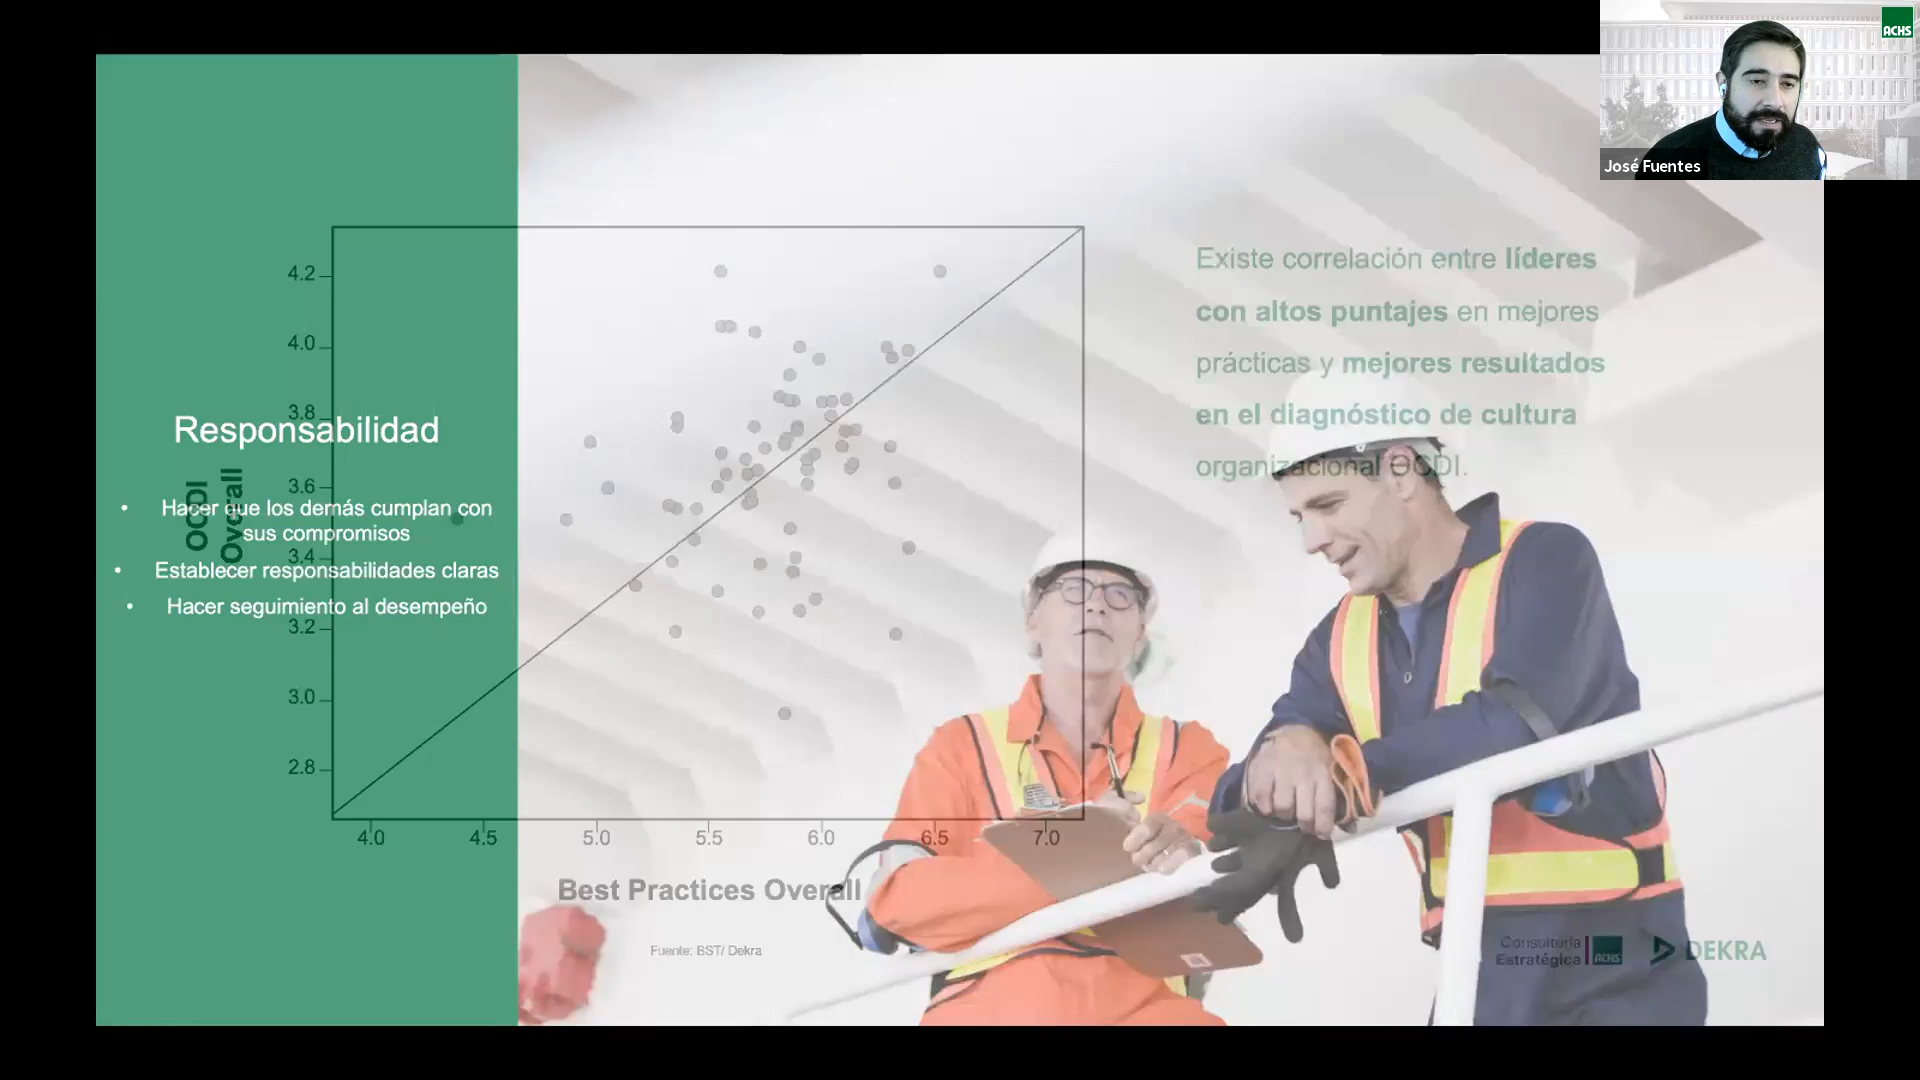 ACHS
José Fuentes
Responsabilidad
• Hacer que los demás cumplan con
sus compromisos
• Establecer responsabilidades claras
• Hacer seguimiento al desempeño
OCDI
Overall
4.2
4.0
3.8
3.6
3.4
3.2
3.0
2.8
4.0 4.5 5.0 5.5 6.0 6.5 7.0
Best Practices Overall
Fuente: BST/ Dekra
Existe correlación entre líderes
con altos puntajes en mejores
prácticas y mejores resultados
en el diagnóstico de cultura
organizacional OCDI.
Consultoría
Estratégica
ACHS
DEKRA